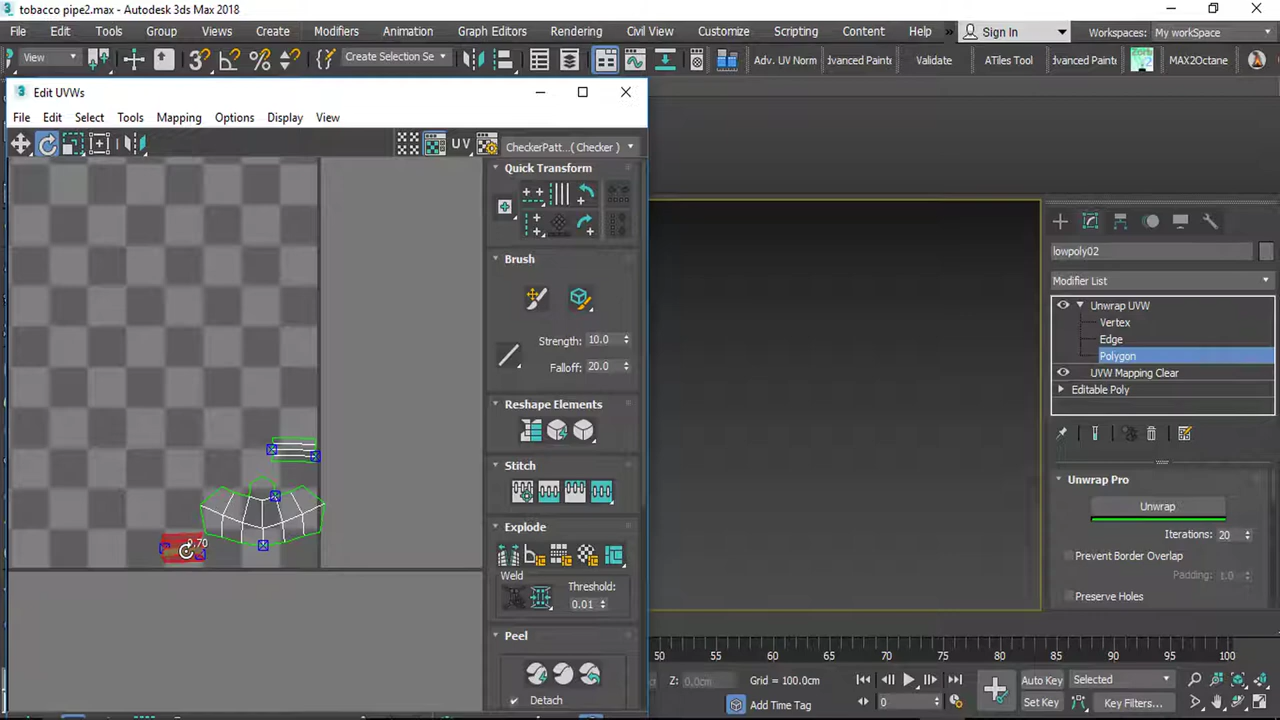 tobacco pipe2.max - Autodesk 3ds Max 2018
File Edit Tools Group Views Create Modifiers Animation Graph Editors Rendering Civil View Customize Scripting Content Help » Sign In Workspaces: My workSpace
View Create Selection Se Adv. UV Norm Advanced Painte Validate ATiles Tool Advanced Painte MAX2Octane
Edit UVWs
File Edit Select Tools Mapping Options Display View
UV CheckerPatt...( Checker )
Quick Transform
Brush
Strength: 10.0
Falloff: 20.0
Reshape Elements
Stitch
Explode
Weld
Threshold:
0.01
Peel
Detach
0.70
lowpoly02
Modifier List
Unwrap UVW
Vertex
Edge
Polygon
UVW Mapping Clear
Editable Poly
Unwrap Pro
Unwrap
Iterations: 20
Prevent Border Overlap
Padding: 1.0
Preserve Holes
50 55 60 65 70 75 80 85 90 95 100
Z: 0.0cm Grid = 100.0cm Auto Key Selected
Add Time Tag 0 Set Key Key Filters...